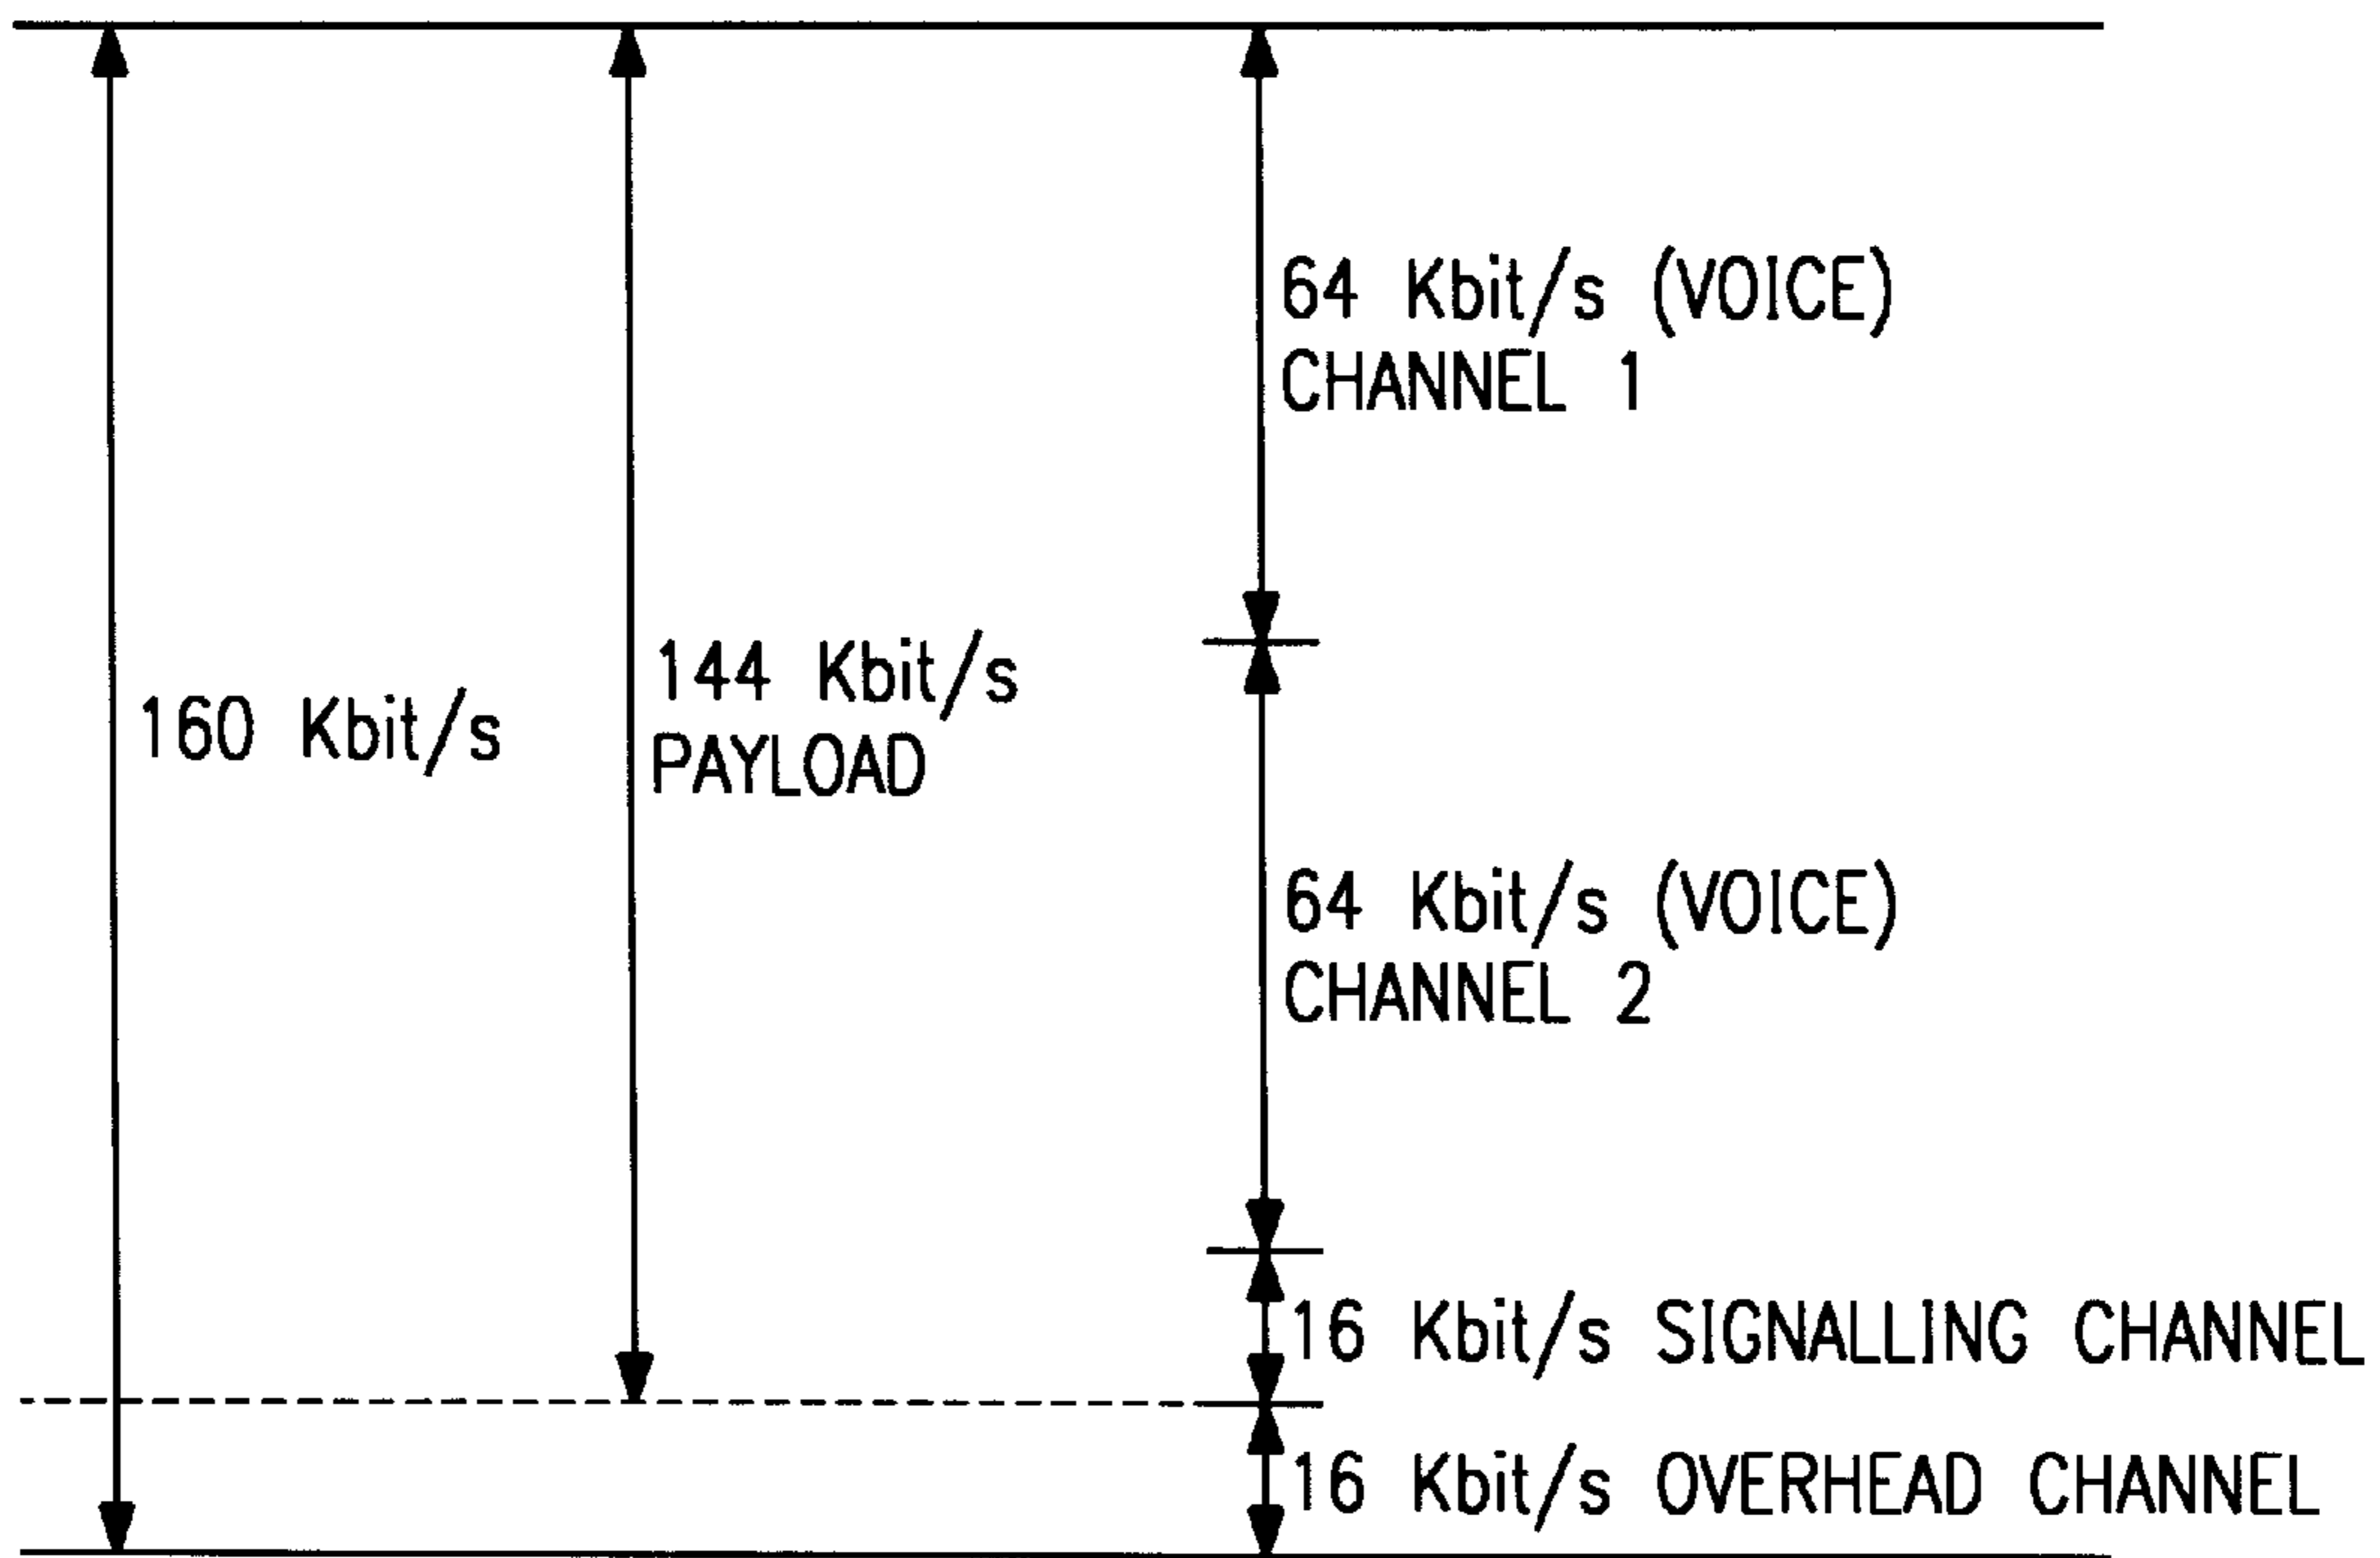 64 Kbit/s (VOICE)
CHANNEL 1
144 Kbit/s
PAYLOAD
160 Kbit/s
64 Kbit/s (VOICE)
CHANNEL 2
16 Kbit/s SIGNALLING CHANNEL
16 Kbit/s OVERHEAD CHANNEL